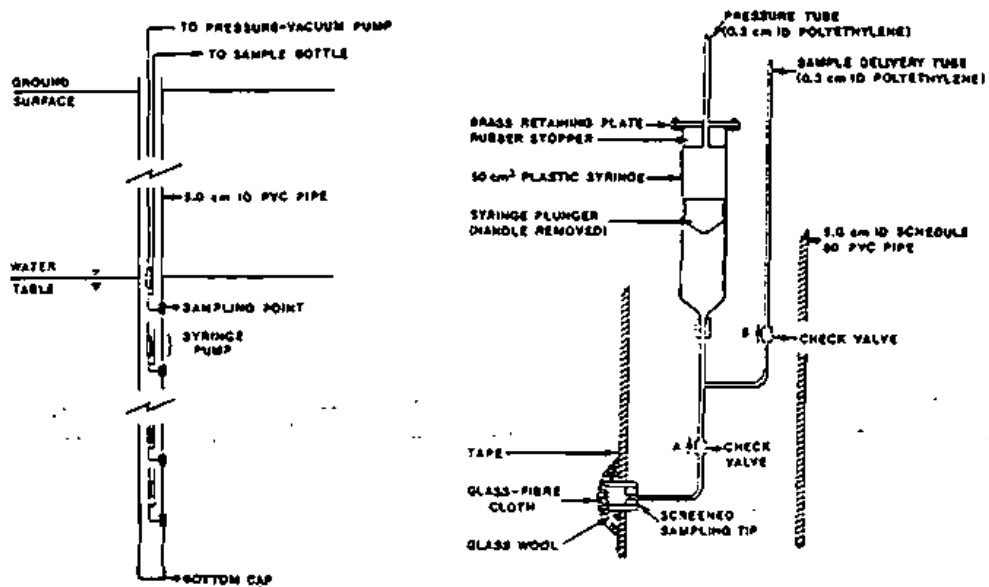 TO PRESSURE-VACUUM PUMP
TO SAMPLE BOTTLE
GROUND
SURFACE
5.0 cm ID PVC PIPE
WATER
TABLE
SAMPLING POINT
SYRINGE
PUMP
BOTTOM CAP
PRESSURE TUBE
(0.3 cm ID POLYETHYLENE)
SAMPLE DELIVERY TUBE
(0.3 cm ID POLYETHYLENE)
BRASS RETAINING PLATE
RUBBER STOPPER
50 cm³ PLASTIC SYRINGE
SYRINGE PLUNGER
(HANDLE REMOVED)
5.0 cm ID SCHEDULE
80 PVC PIPE
B
CHECK VALVE
A
CHECK
VALVE
TAPE
GLASS-FIBRE
CLOTH
GLASS WOOL
SCREENED
SAMPLING TIP